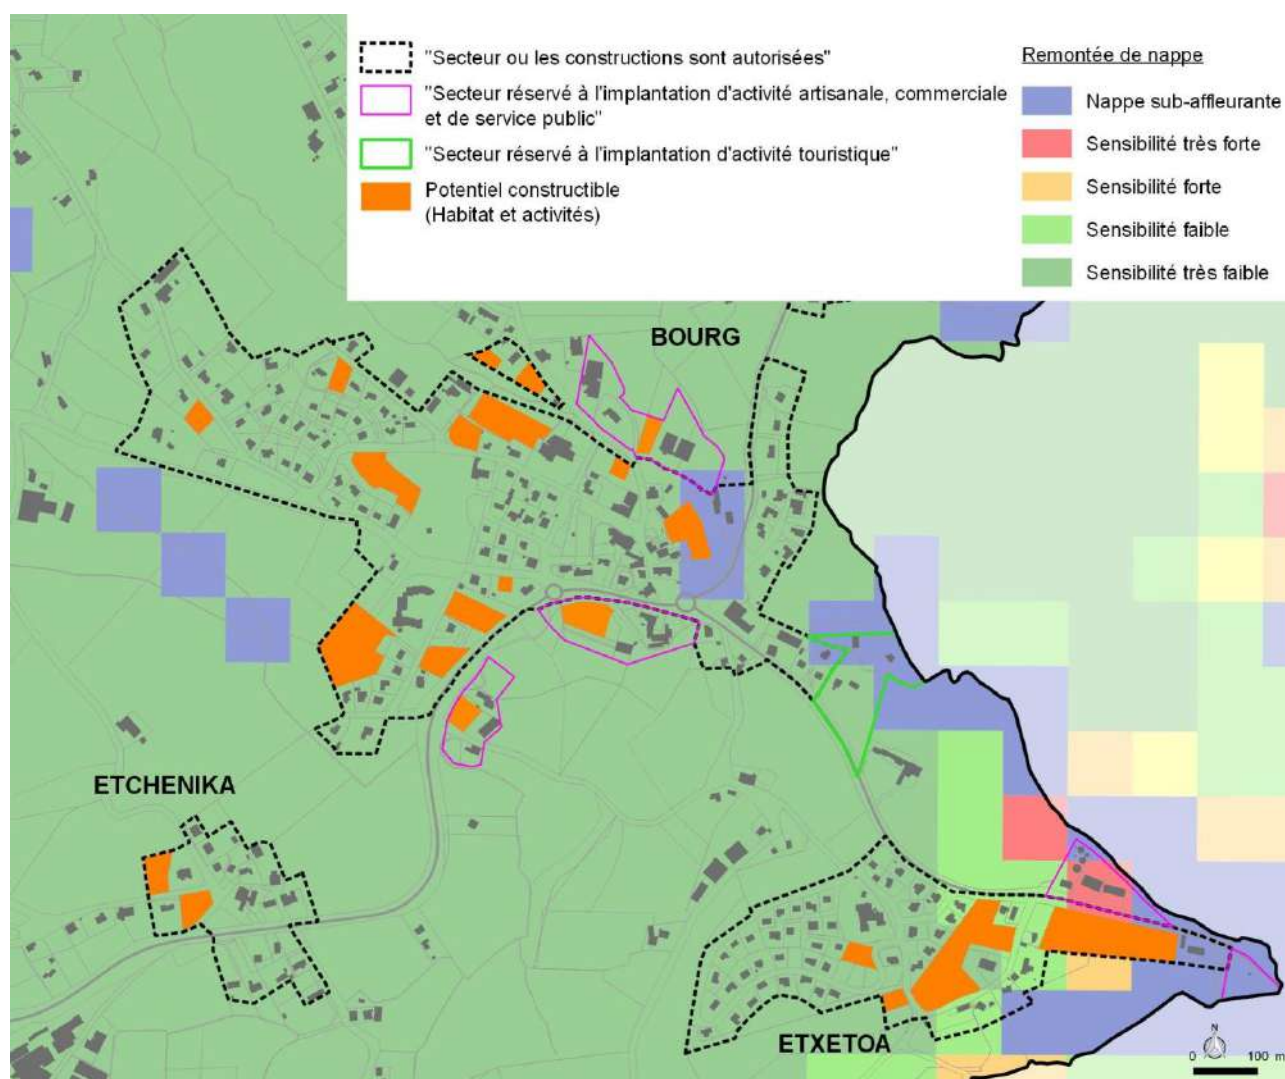 "Secteur ou les constructions sont autorisées"
"Secteur réservé à l'implantation d'activité artisanale, commerciale
et de service public"
"Secteur réservé à l'implantation d'activité touristique"
Potentiel constructible
(Habitat et activités)
Remontée de nappe
Nappe sub-affleurante
Sensibilité très forte
Sensibilité forte
Sensibilité faible
Sensibilité très faible
BOURG
ETCHENIKA
ETXETOA
N
0 100 m